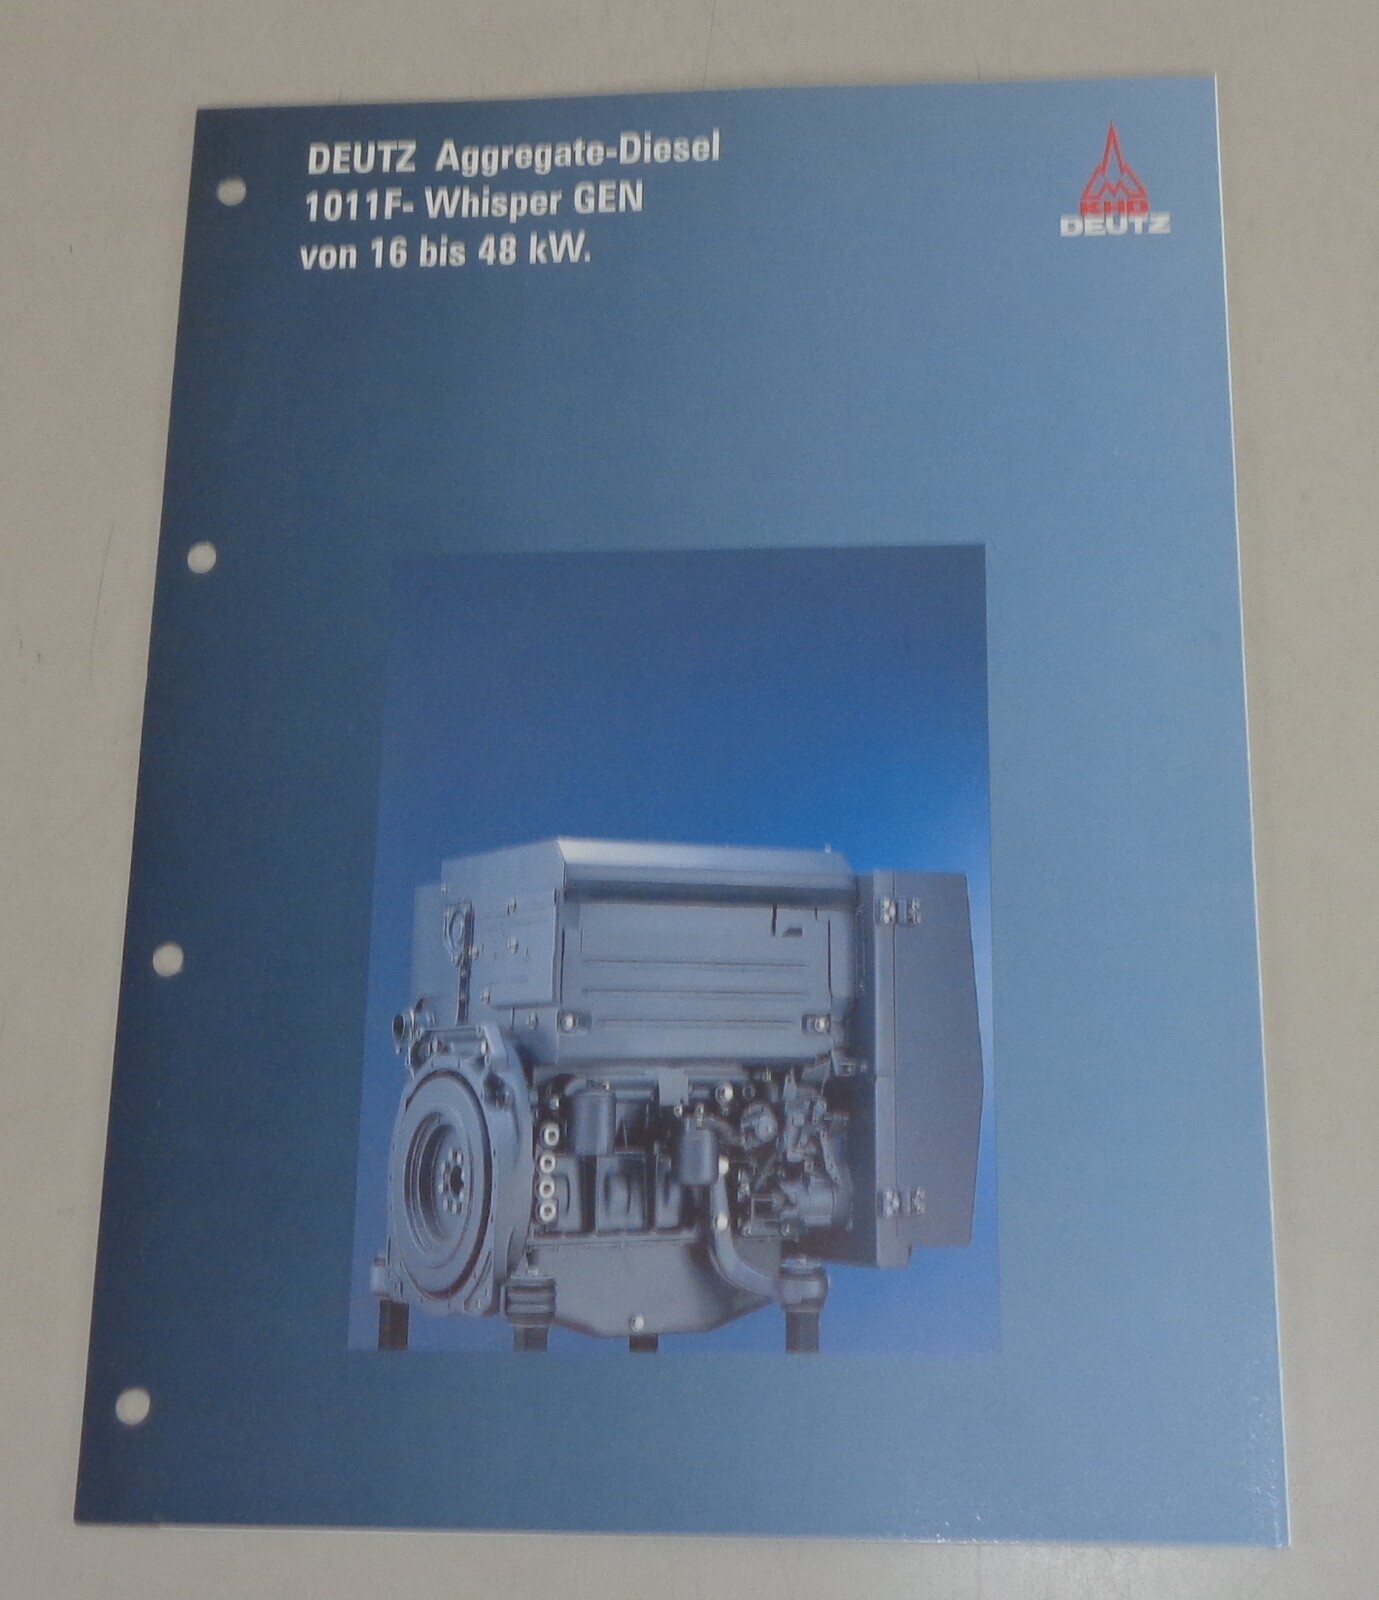 DEUTZ Aggregate-Diesel
1011F- Whisper GEN
von 16 bis 48 kW.
KHD
DEUTZ